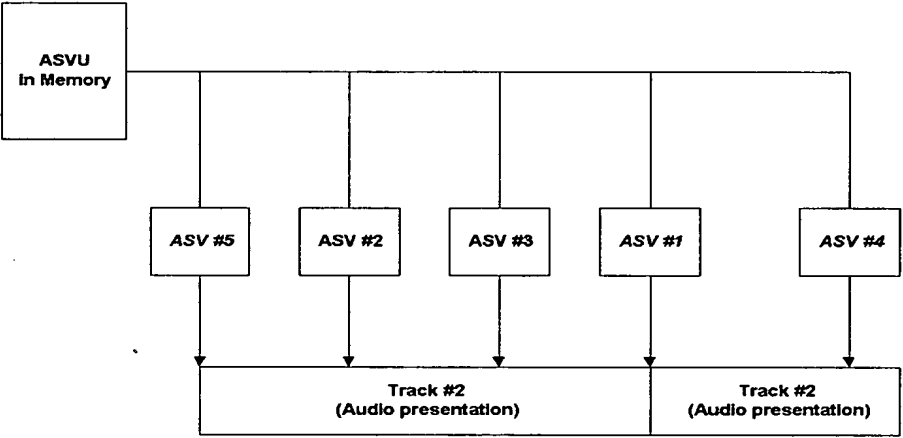 ASVU
In Memory
ASV #5
ASV #2
ASV #3
ASV #1
ASV #4
Track #2
(Audio presentation)
Track #2
(Audio presentation)